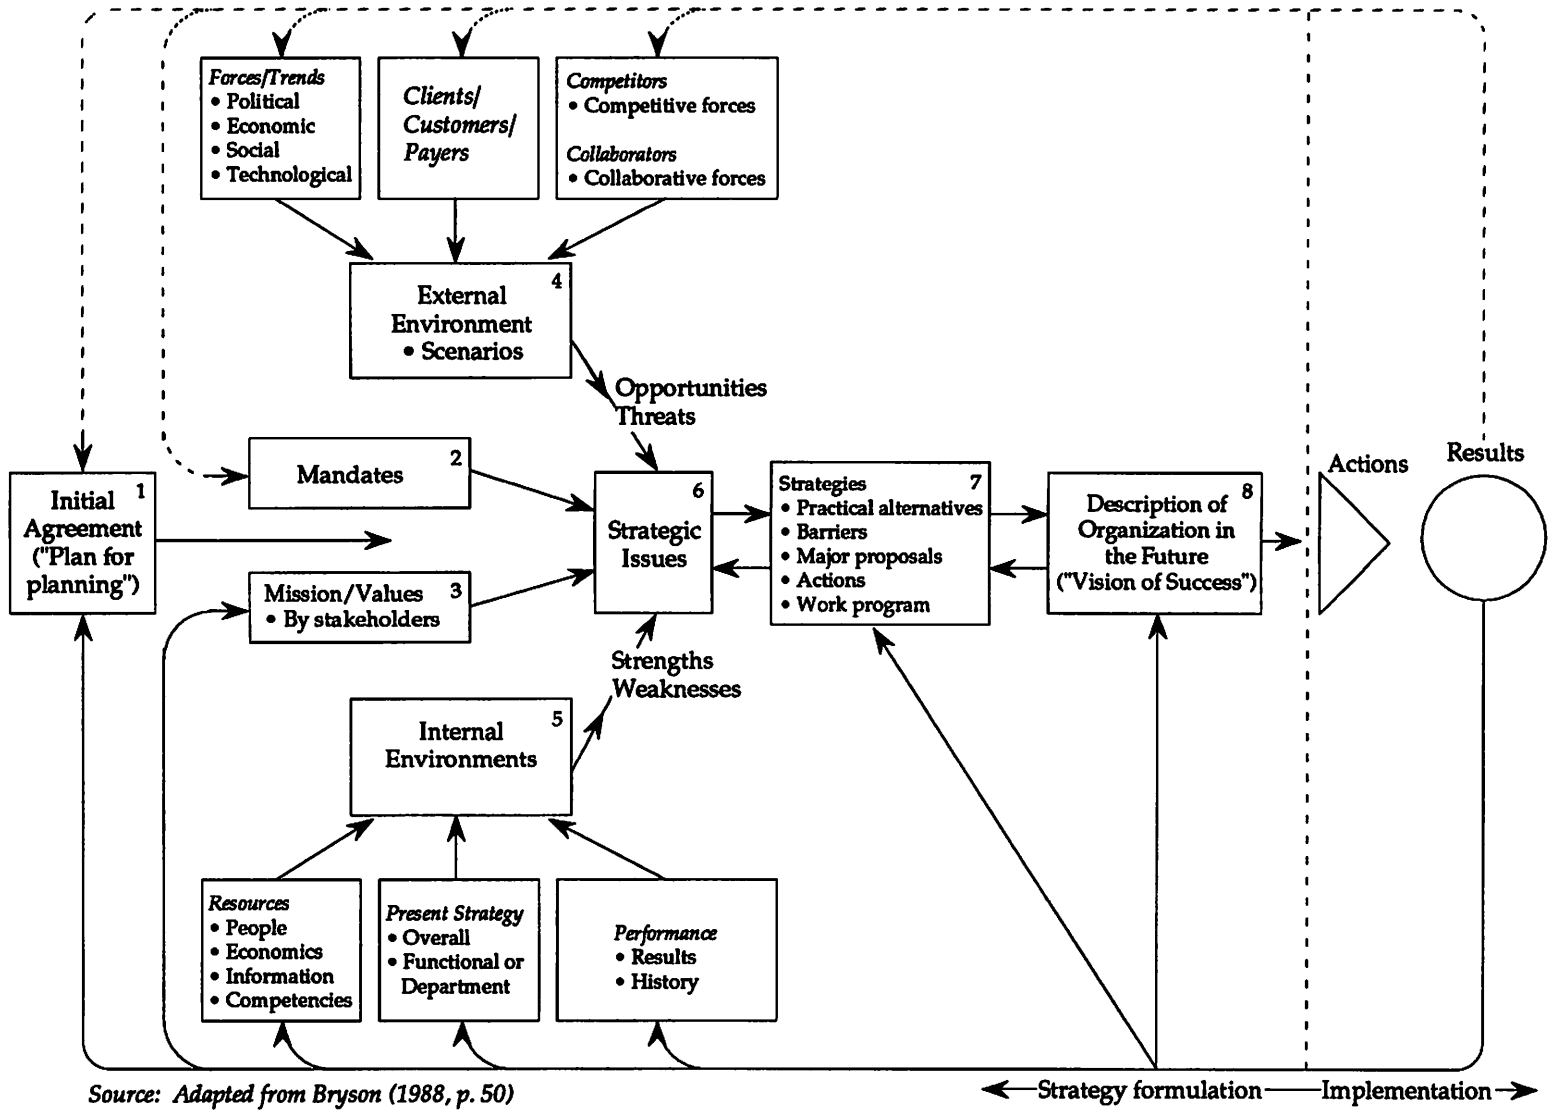 Forces/Trends
• Political
• Economic
• Social
• Technological
Clients/
Customers/
Payers
Competitors
• Competitive forces
Collaborators
• Collaborative forces
4
External
Environment
• Scenarios
Opportunities
Threats
Mandates 2
Initial 1
Agreement
("Plan for
planning")
Mission/Values 3
• By stakeholders
6
Strategic
Issues
Strategies 7
• Practical alternatives
• Barriers
• Major proposals
• Actions
• Work program
8
Description of
Organization in
the Future
("Vision of Success")
Actions
Results
Strengths
Weaknesses
5
Internal
Environments
Resources
• People
• Economics
• Information
• Competencies
Present Strategy
• Overall
• Functional or
Department
Performance
• Results
• History
Source: Adapted from Bryson (1988, p. 50)
Strategy formulation
Implementation